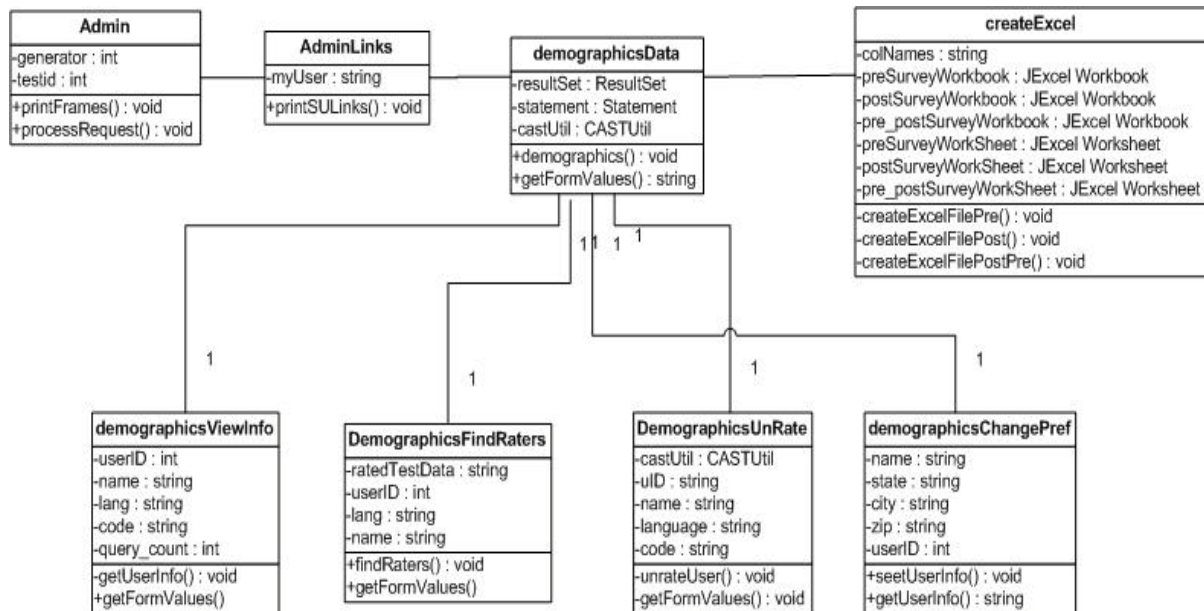 Admin
-generator : int
-testid : int
+printFrames() : void
+processRequest() : void
AdminLinks
-myUser : string
+printSULinks() : void
demographicsData
-resultSet : ResultSet
-statement : Statement
-castUtil : CASTUtil
+demographics() : void
+getFormValues() : string
createExcel
-colNames : string
-preSurveyWorkbook : JExcel Workbook
-postSurveyWorkbook : JExcel Workbook
-pre_postSurveyWorkbook : JExcel Workbook
-preSurveyWorkSheet : JExcel Worksheet
-postSurveyWorkSheet : JExcel Worksheet
-pre_postSurveyWorkSheet : JExcel Worksheet
-createExcelFilePre() : void
-createExcelFilePost() : void
-createExcelFilePostPre() : void
1
1
1
1
1
1
1
1
demographicsViewInfo
-userID : int
-name : string
-lang : string
-code : string
-query_count : int
-getUserInfo() : void
+getFormValues()
DemographicsFindRaters
-ratedTestData : string
-userID : int
-lang : string
-name : string
+findRaters() : void
+getFormValues()
DemographicsUnRate
-castUtil : CASTUtil
-uID : string
-name : string
-language : string
-code : string
-unrateUser() : void
-getFormValues() : void
demographicsChangePref
-name : string
-state : string
-city : string
-zip : string
-userID : int
+seetUserInfo() : void
+getUserInfo() : string